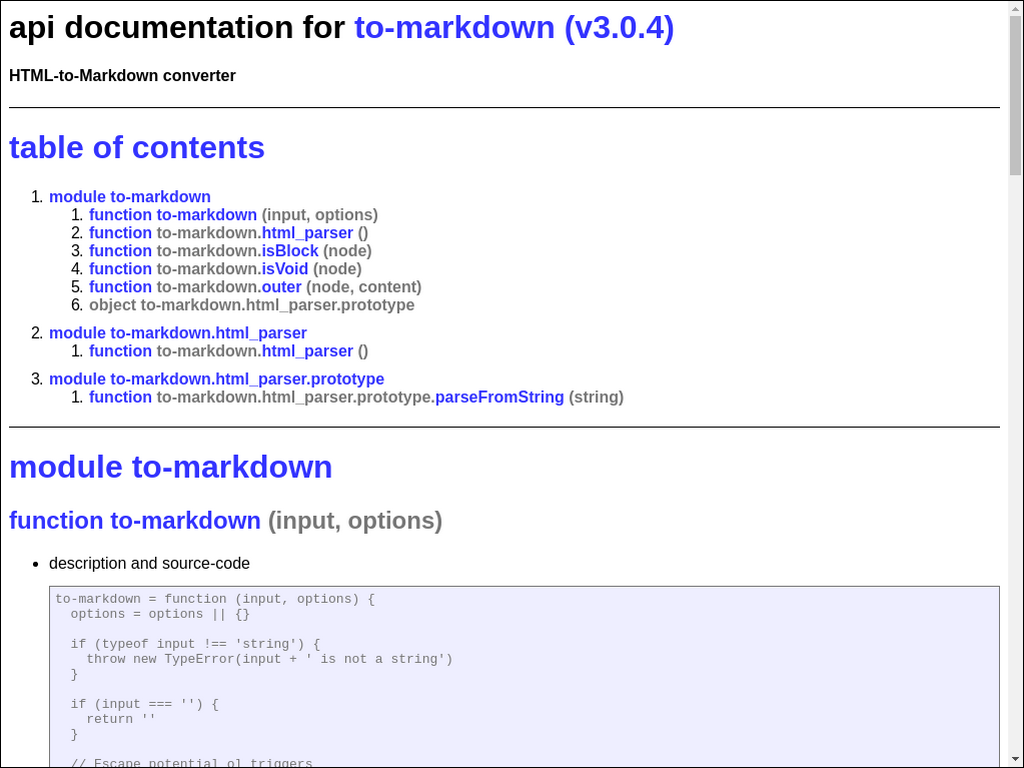 api documentation for to-markdown (v3.0.4)
HTML-to-Markdown converter
table of contents
1. module to-markdown
1. function to-markdown (input, options)
2. function to-markdown.html_parser ()
3. function to-markdown.isBlock (node)
4. function to-markdown.isVoid (node)
5. function to-markdown.outer (node, content)
6. object to-markdown.html_parser.prototype
2. module to-markdown.html_parser
1. function to-markdown.html_parser ()
3. module to-markdown.html_parser.prototype
1. function to-markdown.html_parser.prototype.parseFromString (string)
module to-markdown
function to-markdown (input, options)
• description and source-code
to-markdown = function (input, options) {
  options = options || {}
  if (typeof input !== 'string') {
    throw new TypeError(input + ' is not a string')
  }
  if (input === '') {
    return ''
  }
  // Escape potential ol triggers